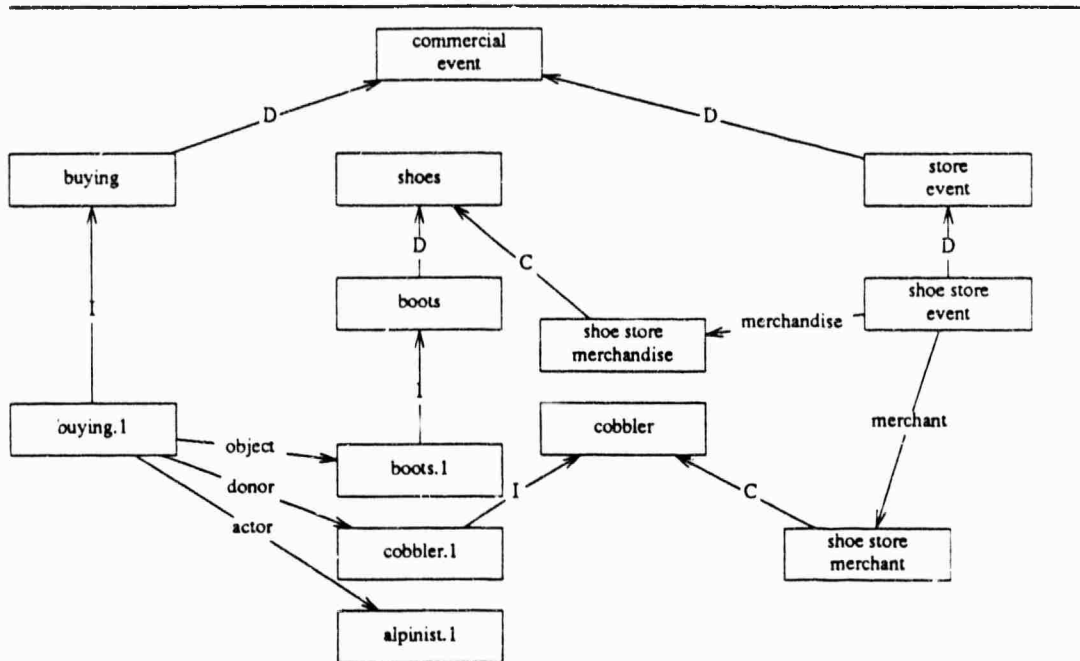 commercial
event
D
D
buying
shoes
store
event
D
C
D
I
boots
shoe store
event
merchandise
shoe store
merchandise
I
buying.1
cobbler
merchant
object
boots.1
donor
I
C
actor
cobbler.1
shoe store
merchant
alpinist.1